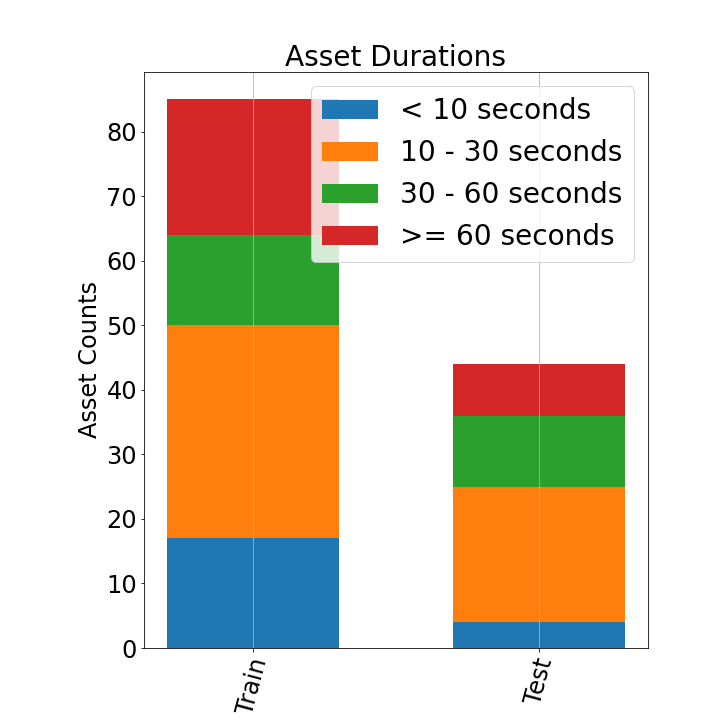 Asset Durations
< 10 seconds
10 - 30 seconds
30 - 60 seconds
>= 60 seconds
Asset Counts
80
70
60
50
40
30
20
10
0
Train
Test